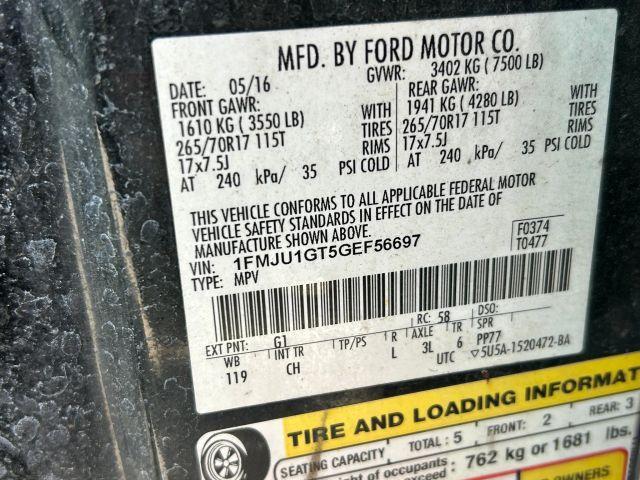 MFD. BY FORD MOTOR CO.
DATE: 05/16 GVWR: 3402 KG ( 7500 LB)
FRONT GAWR: REAR GAWR:
1610 KG ( 3550 LB) WITH 1941 KG ( 4280 LB) WITH
265/70R17 115T TIRES 265/70R17 115T TIRES
17x7.5J RIMS 17x7.5J RIMS
AT 240 kPa/ 35 PSI COLD AT 240 kPa/ 35 PSI COLD
THIS VEHICLE CONFORMS TO ALL APPLICABLE FEDERAL MOTOR
VEHICLE SAFETY STANDARDS IN EFFECT ON THE DATE OF
MANUFACTURE SHOWN ABOVE.
VIN: 1FMJU1GT5GEF56697 F0374
TYPE: MPV T0477
EXT PNT: G1 RC: 58 DSO:
WB INT TR TP/PS R AXLE TR SPR
119 CH L 3L 6 PP77
UTC ▽5U5A-1520472-BA
TIRE AND LOADING INFORMAT
SEATING CAPACITY TOTAL: 5 FRONT: 2 REAR: 3
ight of occupants : 762 kg or 1681 lbs.